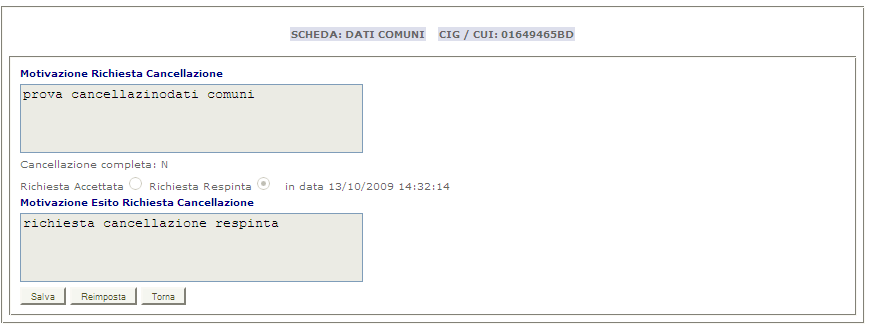 SCHEDA: DATI COMUNI CIG / CUI: 01649465BD
Motivazione Richiesta Cancellazione
prova cancellazinodati comuni
Cancellazione completa: N
Richiesta Accettata Richiesta Respinta in data 13/10/2009 14:32:14
Motivazione Esito Richiesta Cancellazione
richiesta cancellazione respinta
Salva Reimposta Torna